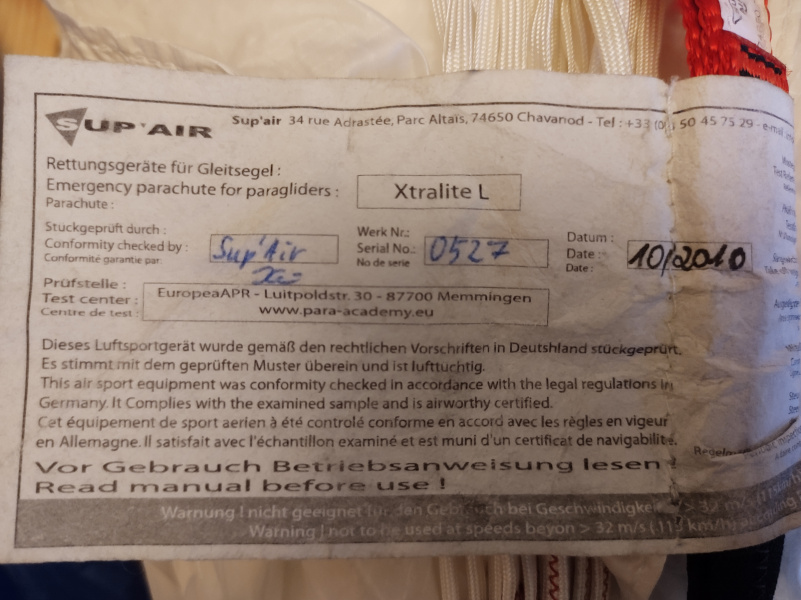 SUP'AIR
Sup'air 34 rue Adrastée, Parc Altaïs, 74650 Chavanod - Tel : +33 (0) 50 45 75 29 - e-mail
Rettungsgeräte für Gleitsegel :
Emergency parachute for paragliders :
Parachute :
Xtralite L
Stückgeprüft durch :
Conformity checked by :
Conformité garantie par:
Sup'Air
Werk Nr.:
Serial No.:
No de serie
0527
Datum :
Date :
Date :
10/2010
Prüfstelle :
Test center :
Centre de test :
EuropeaAPR - Luitpoldstr. 30 - 87700 Memmingen
www.para-academy.eu
Dieses Luftsportgerät wurde gemäß den rechtlichen Vorschriften in Deutshland stückgeprürt.
Es stimmt mit dem geprüften Muster überein und ist lufttuchtig.
This air sport equipment was conformity checked in accordance with the legal regulations in
Germany. It Complies with the examined sample and is airworthy certified.
Cet équipement de sport aerien à été controlé conforme en accord avec les règles en vigeur
en Allemagne. Il satisfait avec l'échantillon examiné et est muni d'un certificat de navigabilité.
Vor Gebrauch Betriebsanweisung lesen !
Read manual before use !
Warnung ! nicht geeignet für den Gebrauch bei Geschwindigkeit > 32 m/s (115km/h)
Warning ! not to be used at speeds beyon > 32 m/s (115 km/h)